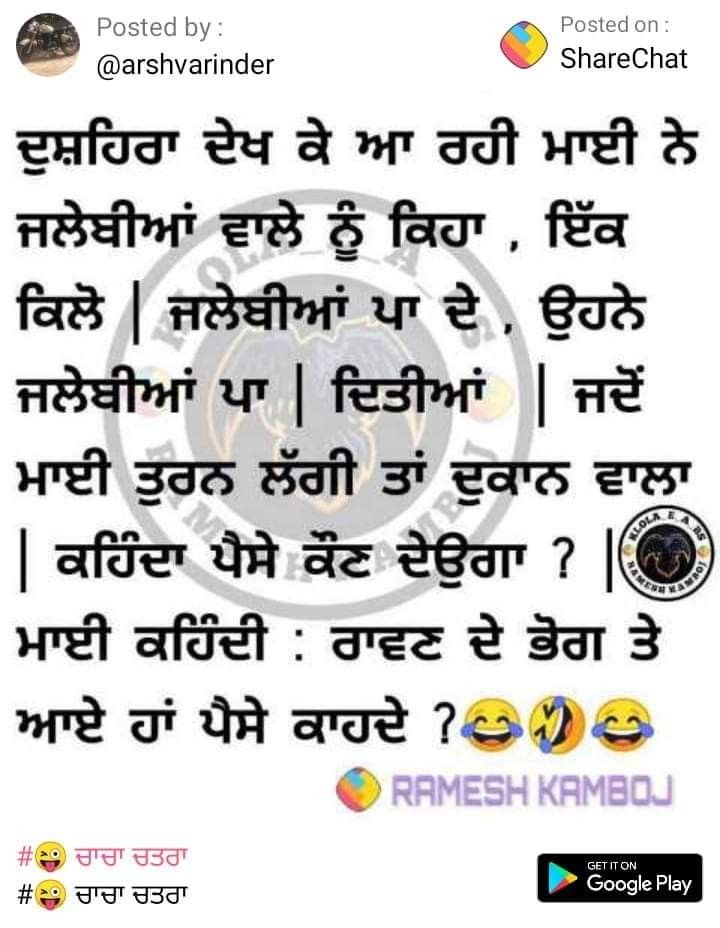 Posted by :
@arshvarinder
Posted on :
ShareChat
ਦੁਸ਼ਹਿਰਾ ਦੇਖ ਕੇ ਆ ਰਹੀ ਮਾਈ ਨੇ
ਜਲੇਬੀਆਂ ਵਾਲੇ ਨੂੰ ਕਿਹਾ , ਇੱਕ
ਕਿਲੋ | ਜਲੇਬੀਆਂ ਪਾ ਦੇ , ਉਹਨੇ
ਜਲੇਬੀਆਂ ਪਾ | ਦਿਤੀਆਂ | ਜਦੋਂ
ਮਾਈ ਤੁਰਨ ਲੱਗੀ ਤਾਂ ਦੁਕਾਨ ਵਾਲਾ
| ਕਹਿੰਦਾ ਪੈਸੇ ਕੌਣ ਦੇਊਗਾ ? |
ਮਾਈ ਕਹਿੰਦੀ : ਰਾਵਣ ਦੇ ਭੋਗ ਤੇ
ਆਏ ਹਾਂ ਪੈਸੇ ਕਾਹਦੇ ?😂🤣😂
RAMESH KAMBOJ
#😜 ਚਾਚਾ ਚਤਰਾ
#😜 ਚਾਚਾ ਚਤਰਾ
GET IT ON
Google Play